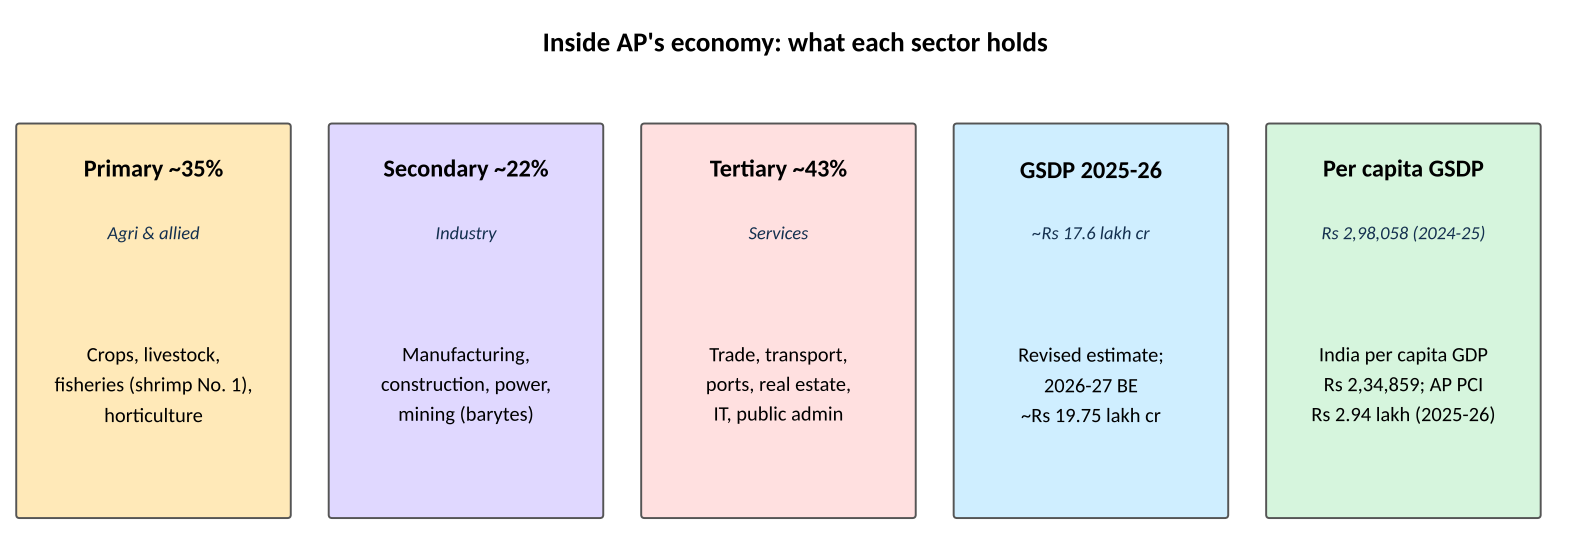 Inside AP's economy: what each sector holds
Primary ~35%
Agri & allied
Crops, livestock,
fisheries (shrimp No. 1),
horticulture
Secondary ~22%
Industry
Manufacturing,
construction, power,
mining (barytes)
Tertiary ~43%
Services
Trade, transport,
ports, real estate,
IT, public admin
GSDP 2025-26
~Rs 17.6 lakh cr
Revised estimate;
2026-27 BE
~Rs 19.75 lakh cr
Per capita GSDP
Rs 2,98,058 (2024-25)
India per capita GDP
Rs 2,34,859; AP PCI
Rs 2.94 lakh (2025-26)